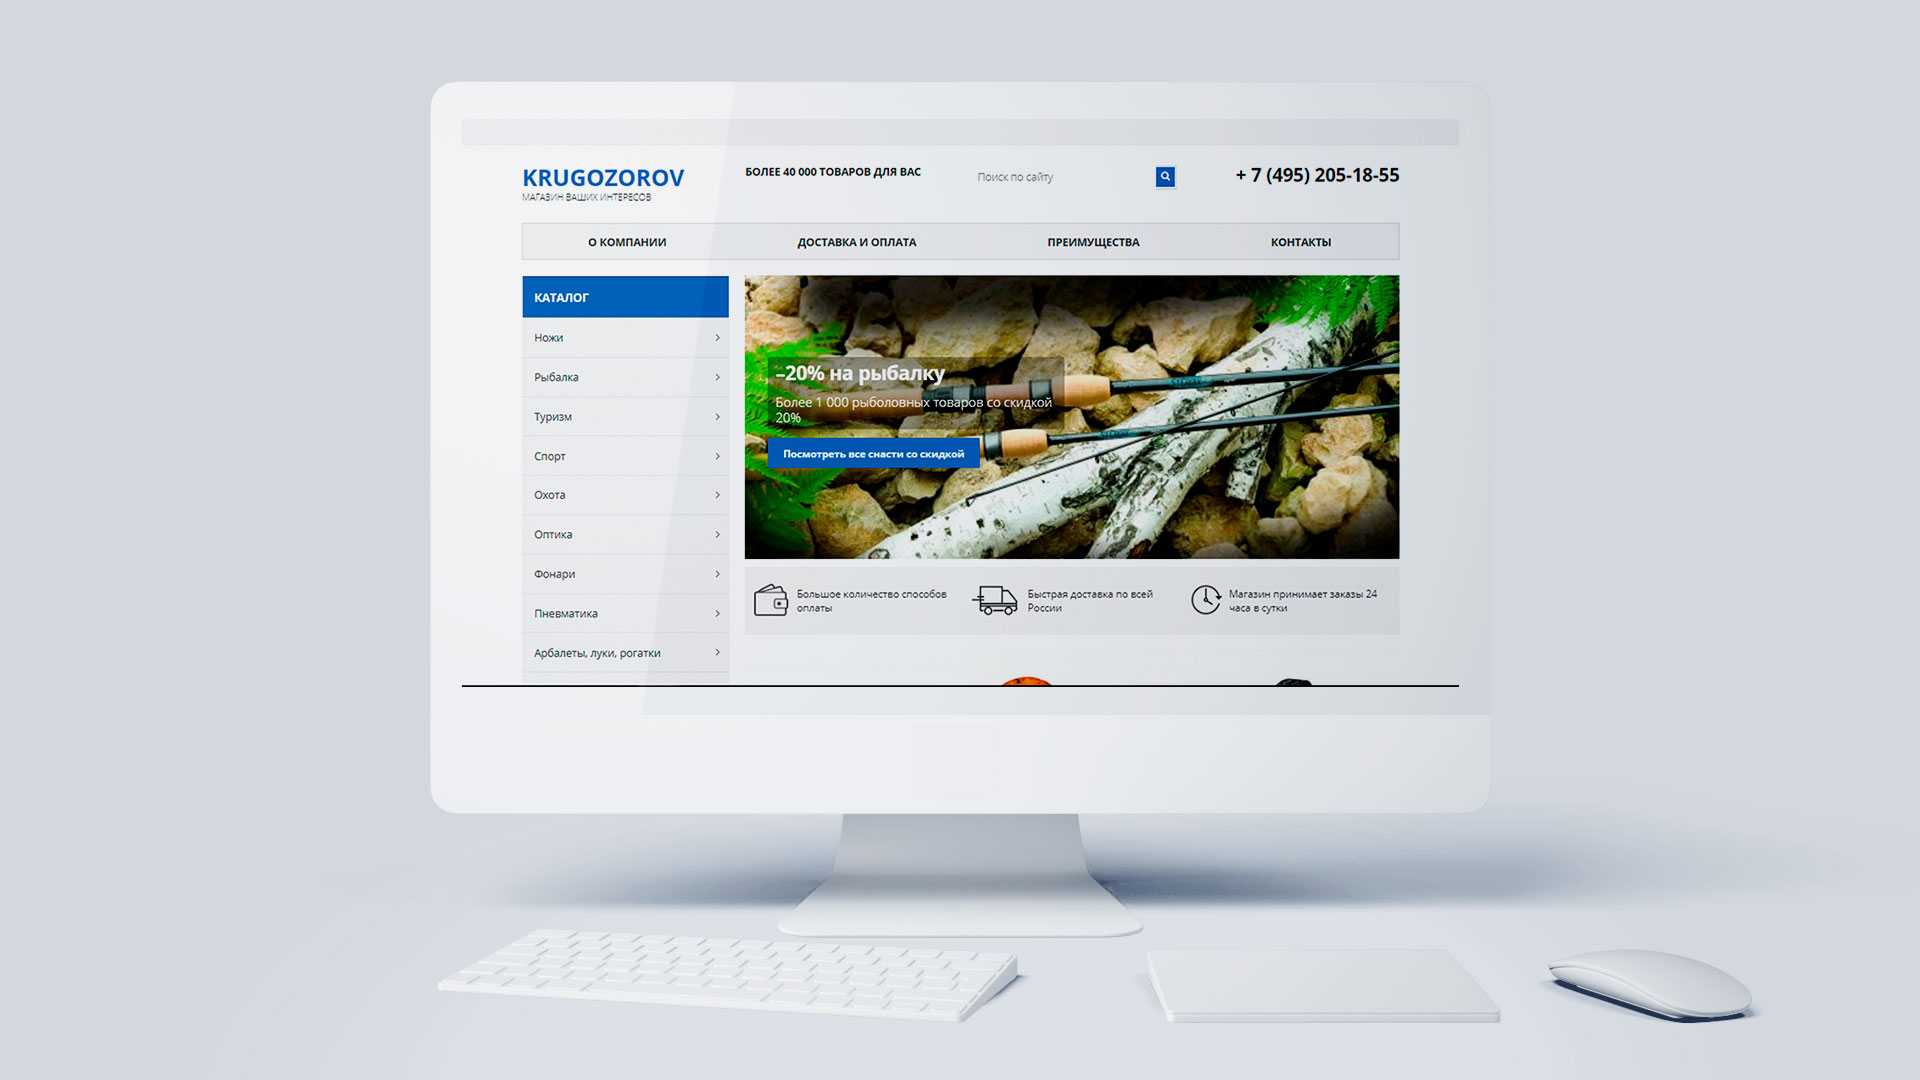 KRUGOZOROV
МАГАЗИН ВАШИХ ИНТЕРЕСОВ
БОЛЕЕ 40 000 ТОВАРОВ ДЛЯ ВАС
Поиск по сайту
+ 7 (495) 205-18-55
О КОМПАНИИ
ДОСТАВКА И ОПЛАТА
ПРЕИМУЩЕСТВА
КОНТАКТЫ
КАТАЛОГ
Ножи
Рыбалка
Туризм
Спорт
Охота
Оптика
Фонари
Пневматика
Арбалеты, луки, рогатки
–20% на рыбалку
Более 1 000 рыболовных товаров со скидкой
20%
Посмотреть все снасти со скидкой
Большое количество способов
оплаты
Быстрая доставка по всей
России
Магазин принимает заказы 24
часа в сутки